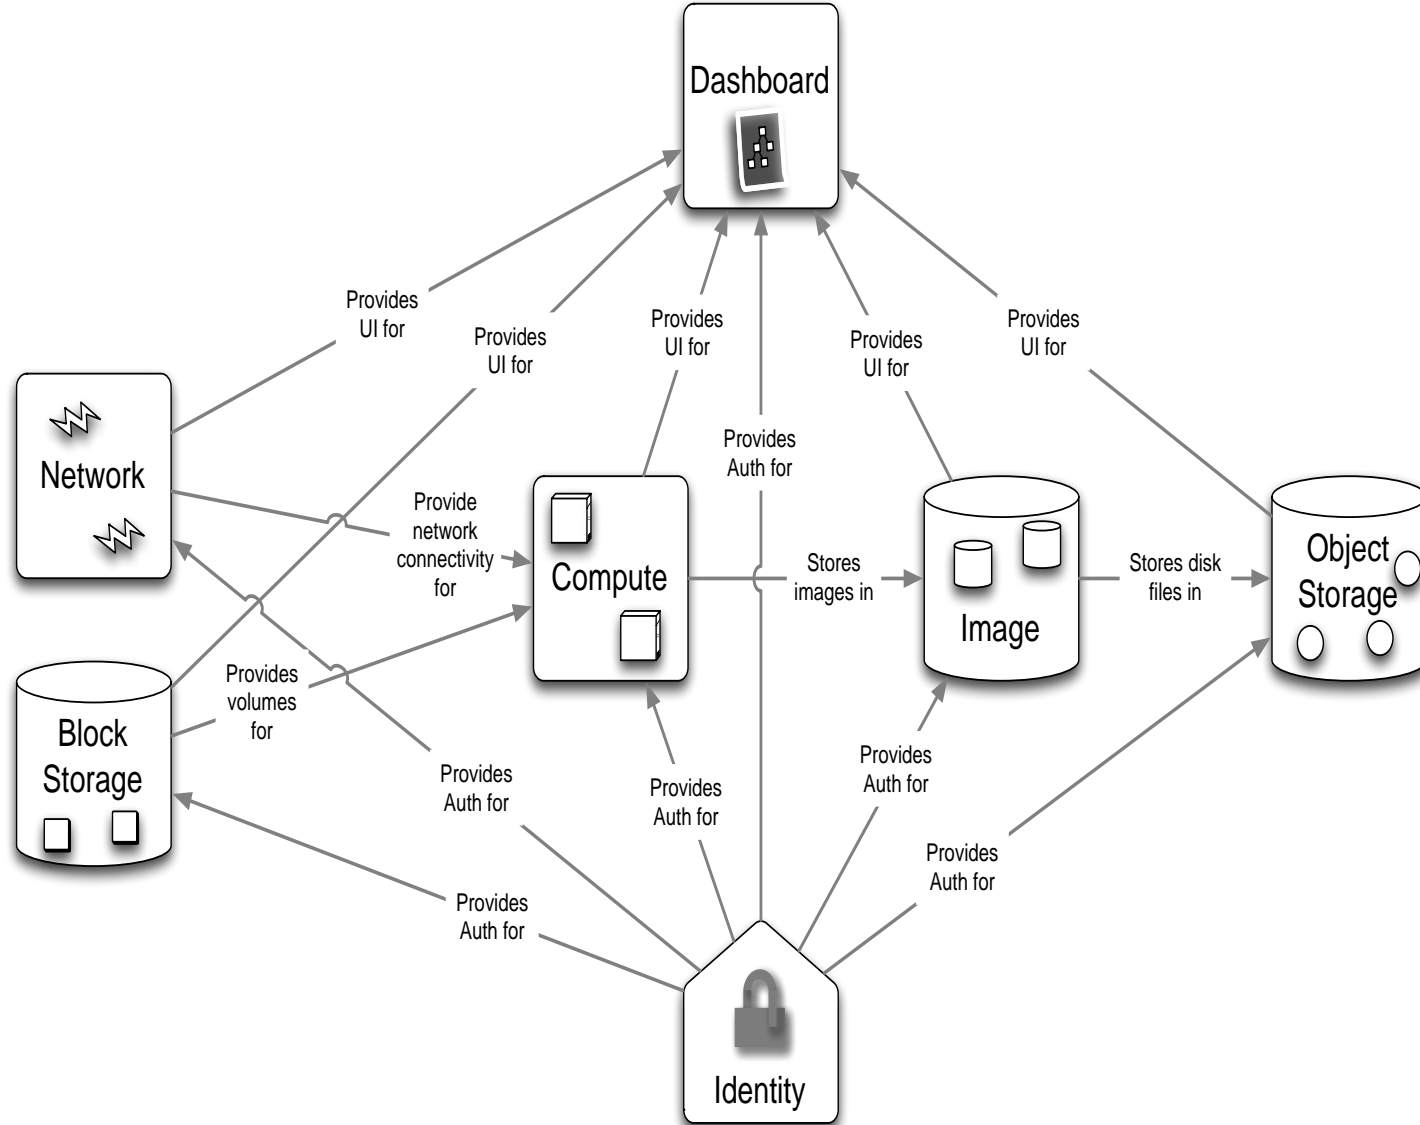 Dashboard
Provides
UI for
Provides
UI for
Provides
UI for
Provides
UI for
Provides
UI for
Provides
Auth for
Network
Provide
network
connectivity
for
Compute
Stores
images in
Image
Stores disk
files in
Object
Storage
Provides
volumes
for
Block
Storage
Provides
Auth for
Provides
Auth for
Provides
Auth for
Provides
Auth for
Provides
Auth for
Identity